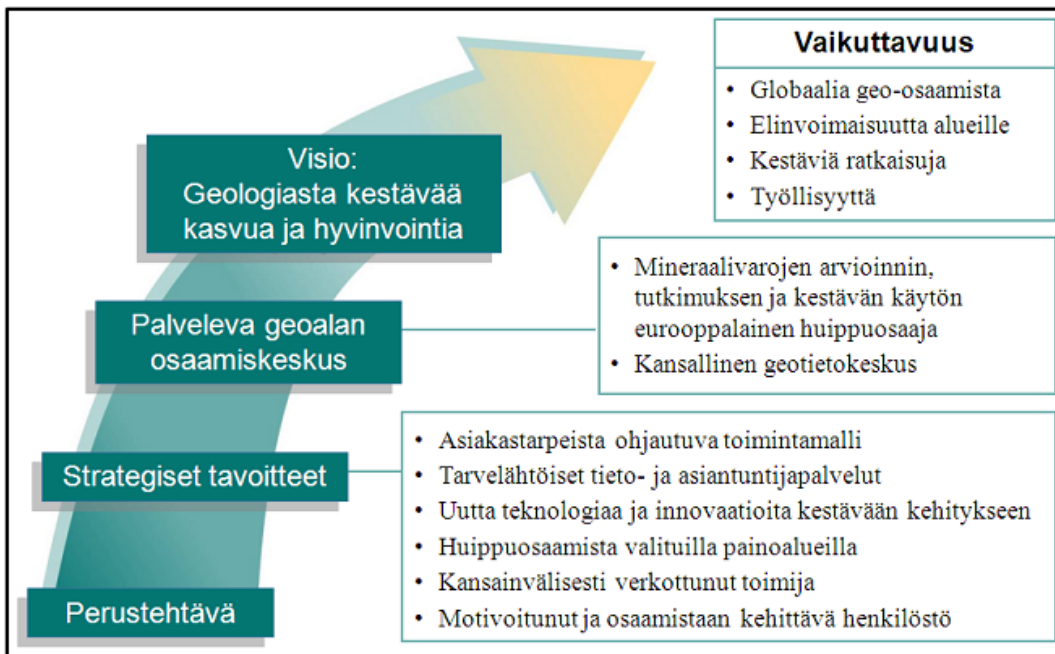 Vaikuttavuus
• Globaalia geo-osaamista
• Elinvoimaisuutta alueille
• Kestäviä ratkaisuja
• Työllisyyttä
Visio:
Geologiasta kestävää
kasvua ja hyvinvointia
Palveleva geoalan
osaamiskeskus
• Mineraalivarojen arvioinnin,
tutkimuksen ja kestävän käytön
eurooppalainen huippuosaaja
• Kansallinen geotietokeskus
Strategiset tavoitteet
• Asiakastarpeista ohjautuva toimintamalli
• Tarvelähtöiset tieto- ja asiantuntijapalvelut
• Uutta teknologiaa ja innovaatioita kestävään kehitykseen
• Huippuosaamista valituilla painoalueilla
• Kansainvälisesti verkottunut toimija
• Motivoitunut ja osaamistaan kehittävä henkilöstö
Perustehtävä